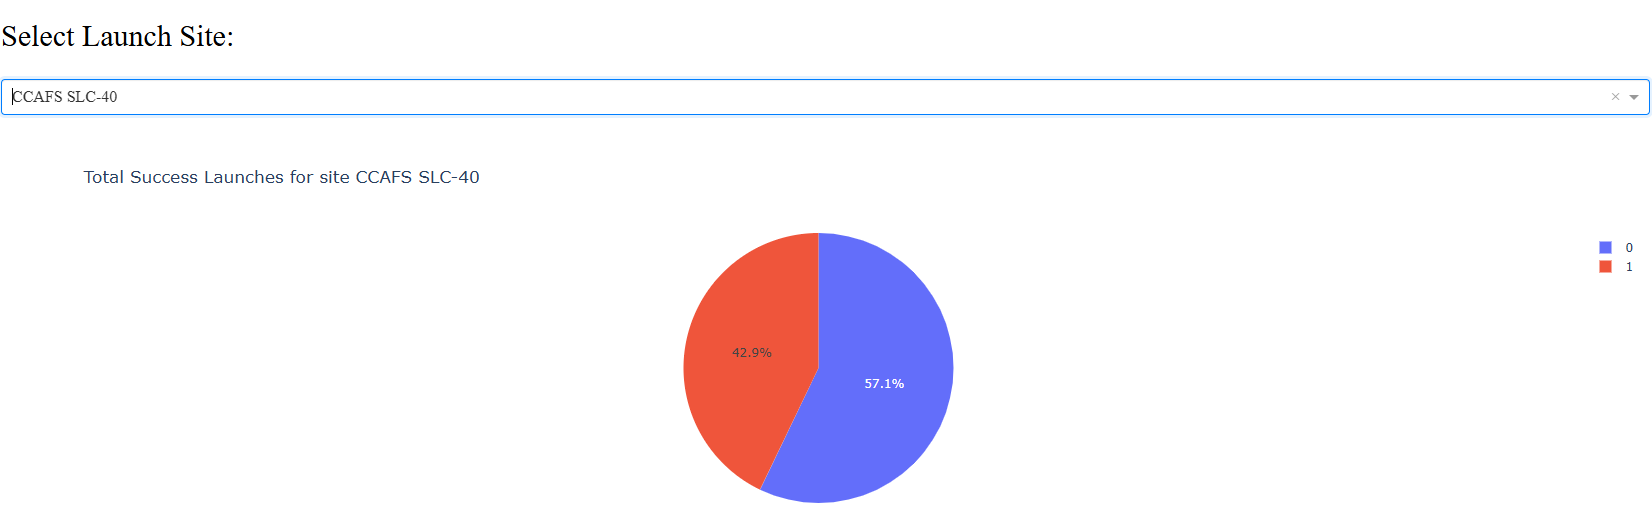 Select Launch Site:
CCAFS SLC-40
Total Success Launches for site CCAFS SLC-40
0
1
42.9%
57.1%